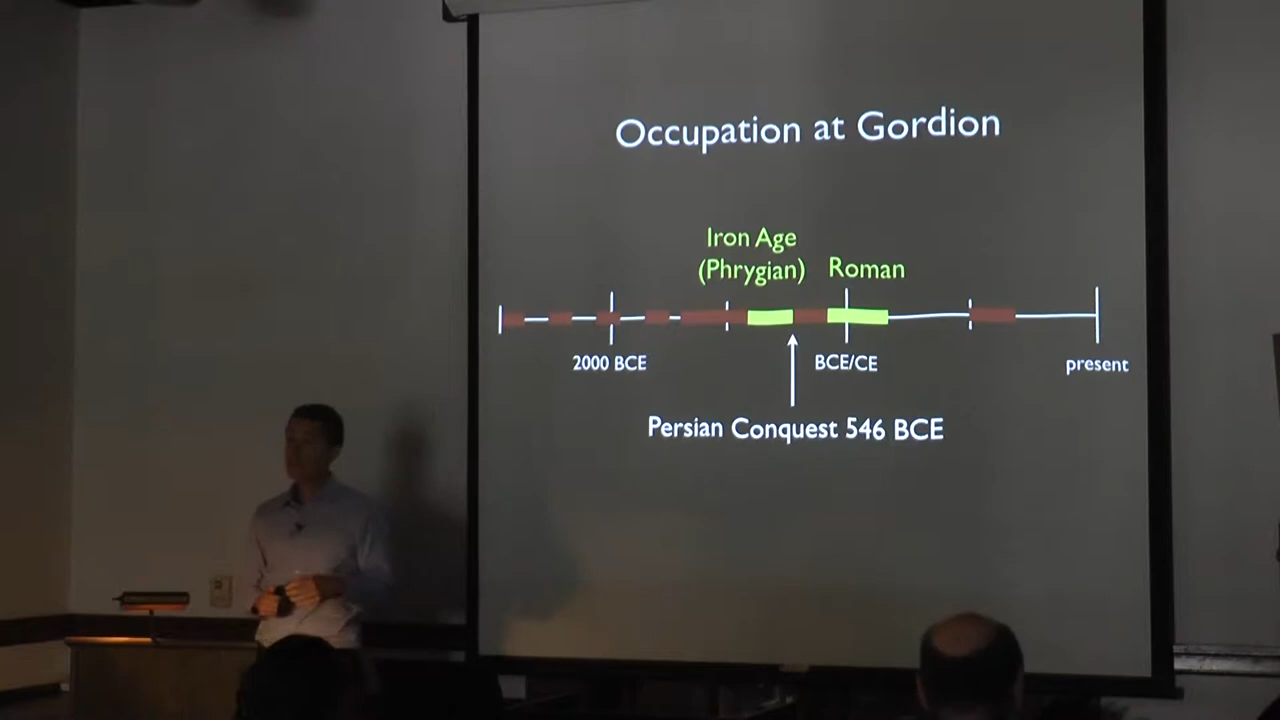 Occupation at Gordion
Iron Age
(Phrygian)
Roman
2000 BCE
BCE/CE
present
Persian Conquest 546 BCE